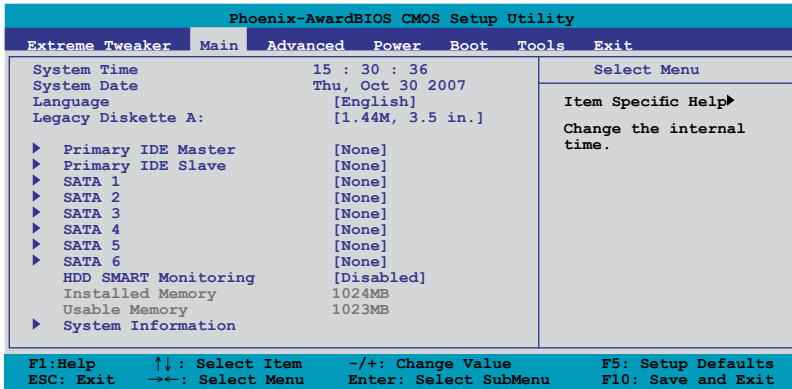 Phoenix-AwardBIOS CMOS Setup Utility
Extreme Tweaker Main Advanced Power Boot Tools Exit
System Time 15 : 30 : 36
System Date Thu, Oct 30 2007
Language [English]
Legacy Diskette A: [1.44M, 3.5 in.]
Primary IDE Master [None]
Primary IDE Slave [None]
SATA 1 [None]
SATA 2 [None]
SATA 3 [None]
SATA 4 [None]
SATA 5 [None]
SATA 6 [None]
HDD SMART Monitoring [Disabled]
Installed Memory 1024MB
Usable Memory 1023MB
System Information
Select Menu
Item Specific Help
Change the internal
time.
F1:Help ↑↓ : Select Item -/+: Change Value F5: Setup Defaults
ESC: Exit →←: Select Menu Enter: Select SubMenu F10: Save and Exit